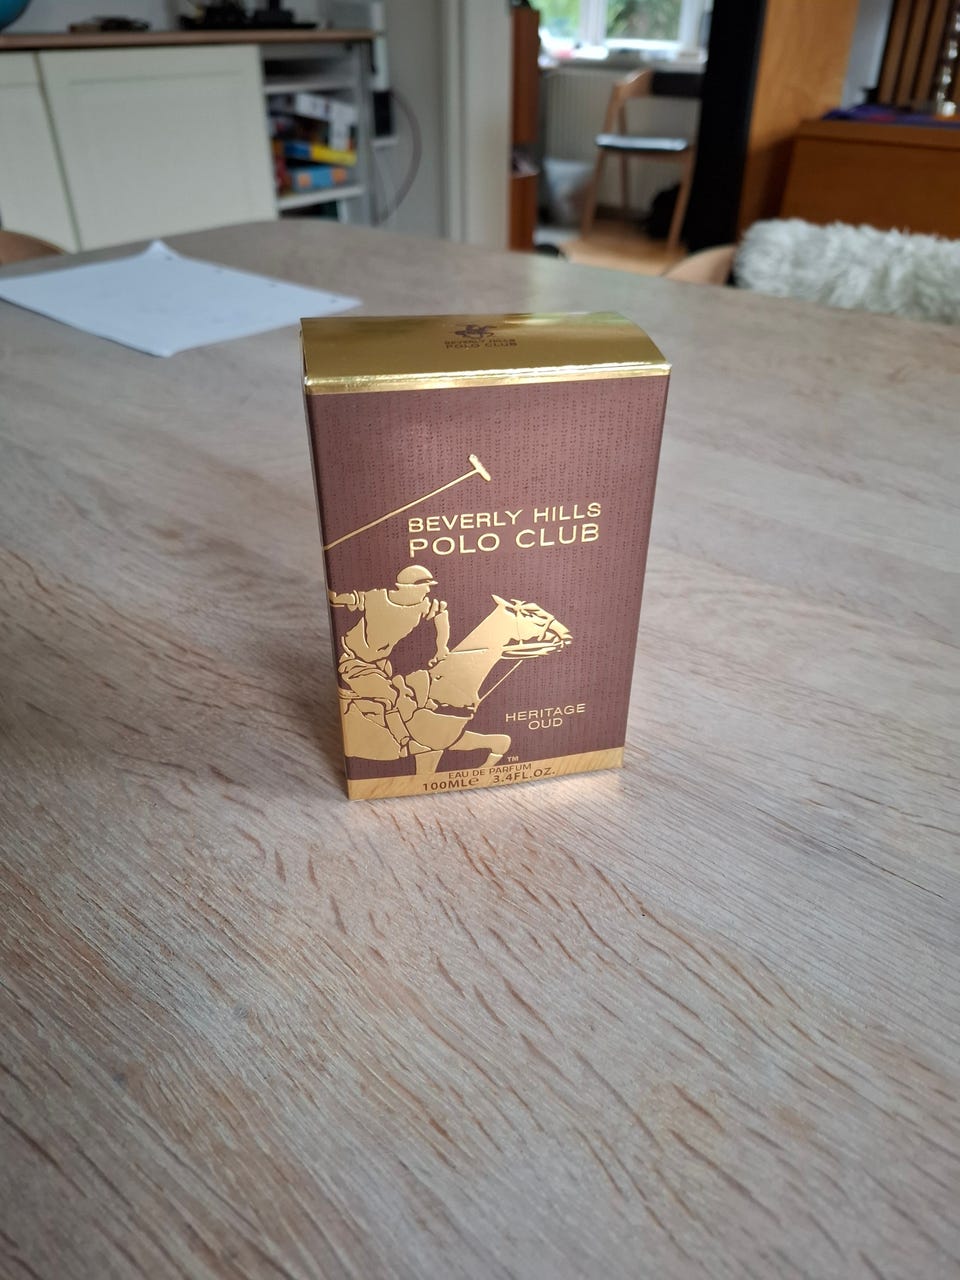 BEVERLY HILLS
POLO CLUB
BEVERLY HILLS
POLO CLUB
HERITAGE
OUD
TM
EAU DE PARFUM
100ML℮ 3.4FL.OZ.